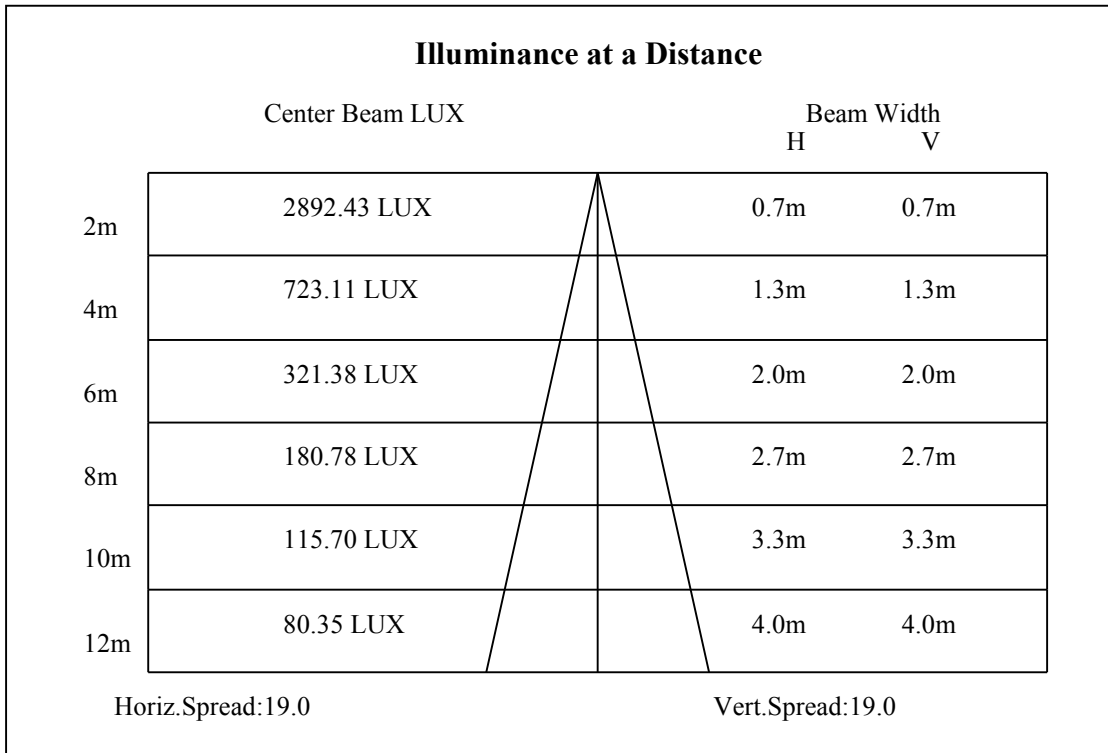 Illuminance at a Distance
Center Beam LUX Beam Width
H V
2m 2892.43 LUX 0.7m 0.7m
4m 723.11 LUX 1.3m 1.3m
6m 321.38 LUX 2.0m 2.0m
8m 180.78 LUX 2.7m 2.7m
10m 115.70 LUX 3.3m 3.3m
12m 80.35 LUX 4.0m 4.0m
Horiz.Spread:19.0 Vert.Spread:19.0